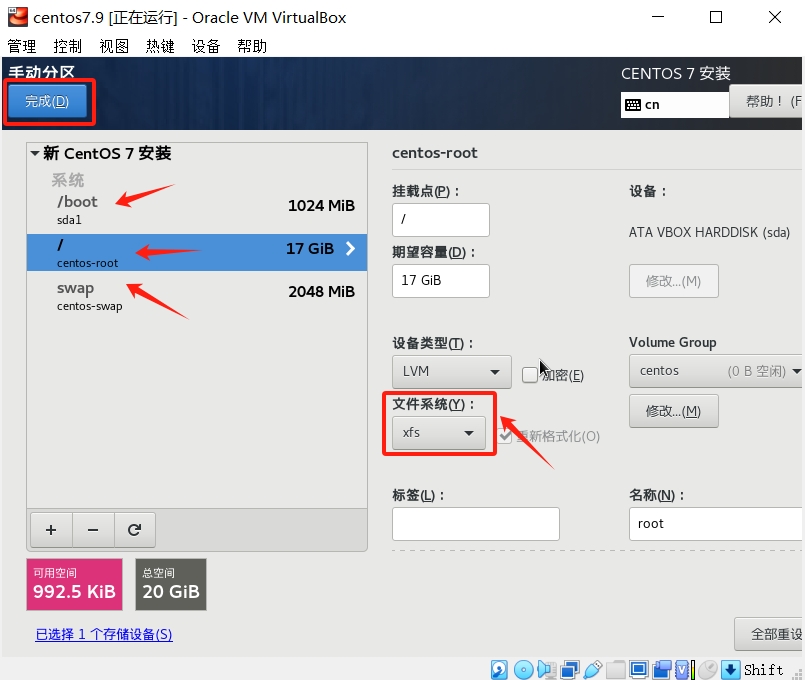 centos7.9 [正在运行] - Oracle VM VirtualBox
管理 控制 视图 热键 设备 帮助
手动分区
完成(D)
CENTOS 7 安装
cn
帮助！ (F
新 CentOS 7 安装
系统
/boot
sda1
1024 MiB
/
centos-root
17 GiB
swap
centos-swap
2048 MiB
+ −
可用空间
992.5 KiB
总空间
20 GiB
已选择 1 个存储设备(S)
centos-root
挂载点(P)：
/
期望容量(D)：
17 GiB
设备类型(T)：
LVM
加密(E)
文件系统(Y)：
xfs
重新格式化(O)
标签(L)：
设备：
ATA VBOX HARDDISK (sda)
修改...(M)
Volume Group
centos (0 B 空闲)
修改...(M)
名称(N)：
root
全部重设
Shift